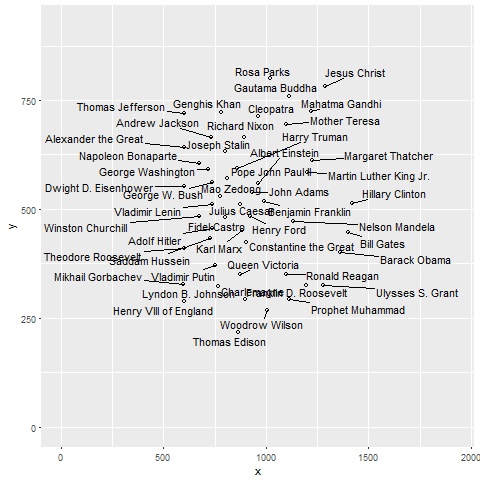 Rosa Parks
Jesus Christ
Gautama Buddha
Thomas Jefferson
Genghis Khan
Cleopatra
Mahatma Gandhi
Andrew Jackson
Richard Nixon
Mother Teresa
Alexander the Great
Joseph Stalin
Harry Truman
Napoleon Bonaparte
Albert Einstein
Margaret Thatcher
George Washington
Pope John Paul II
Martin Luther King Jr.
Dwight D. Eisenhower
George W. Bush
Mao Zedong
John Adams
Hillary Clinton
Vladimir Lenin
Julius Caesar
Benjamin Franklin
Winston Churchill
Fidel Castro
Henry Ford
Nelson Mandela
Adolf Hitler
Karl Marx
Constantine the Great
Bill Gates
Theodore Roosevelt
Saddam Hussein
Queen Victoria
Barack Obama
Mikhail Gorbachev
Vladimir Putin
Ronald Reagan
Lyndon B. Johnson
Charlemagne
Franklin D. Roosevelt
Ulysses S. Grant
Henry VIII of England
Prophet Muhammad
Woodrow Wilson
Thomas Edison
750
500
250
0
y
0
500
1000
1500
2000
x